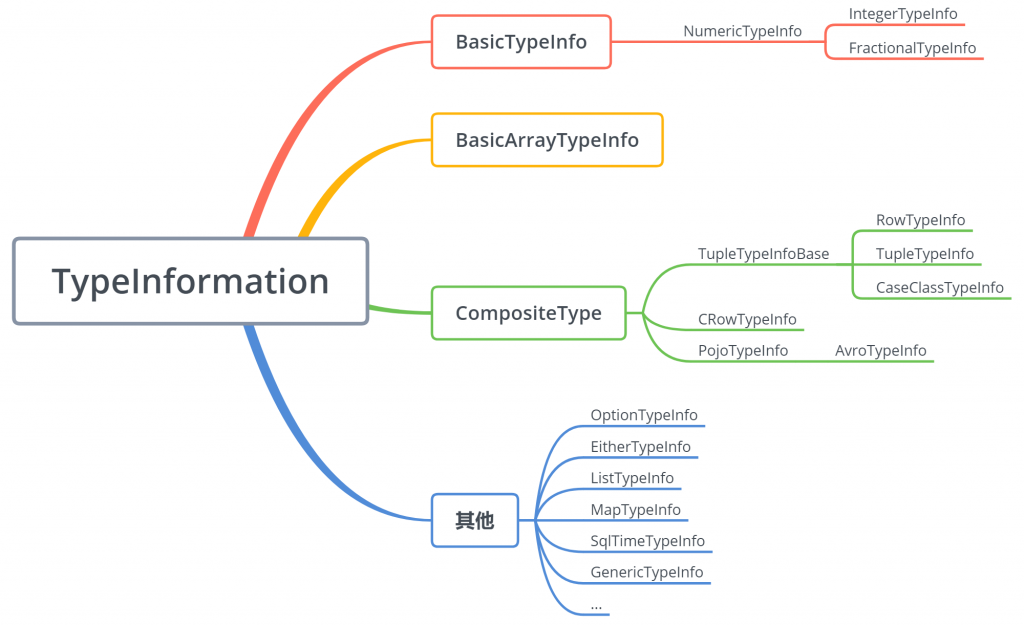 TypeInformation
BasicTypeInfo
NumericTypeInfo
IntegerTypeInfo
FractionalTypeInfo
BasicArrayTypeInfo
CompositeType
TupleTypeInfoBase
RowTypeInfo
TupleTypeInfo
CaseClassTypeInfo
CRowTypeInfo
PojoTypeInfo
AvroTypeInfo
其他
OptionTypeInfo
EitherTypeInfo
ListTypeInfo
MapTypeInfo
SqlTimeTypeInfo
GenericTypeInfo
...